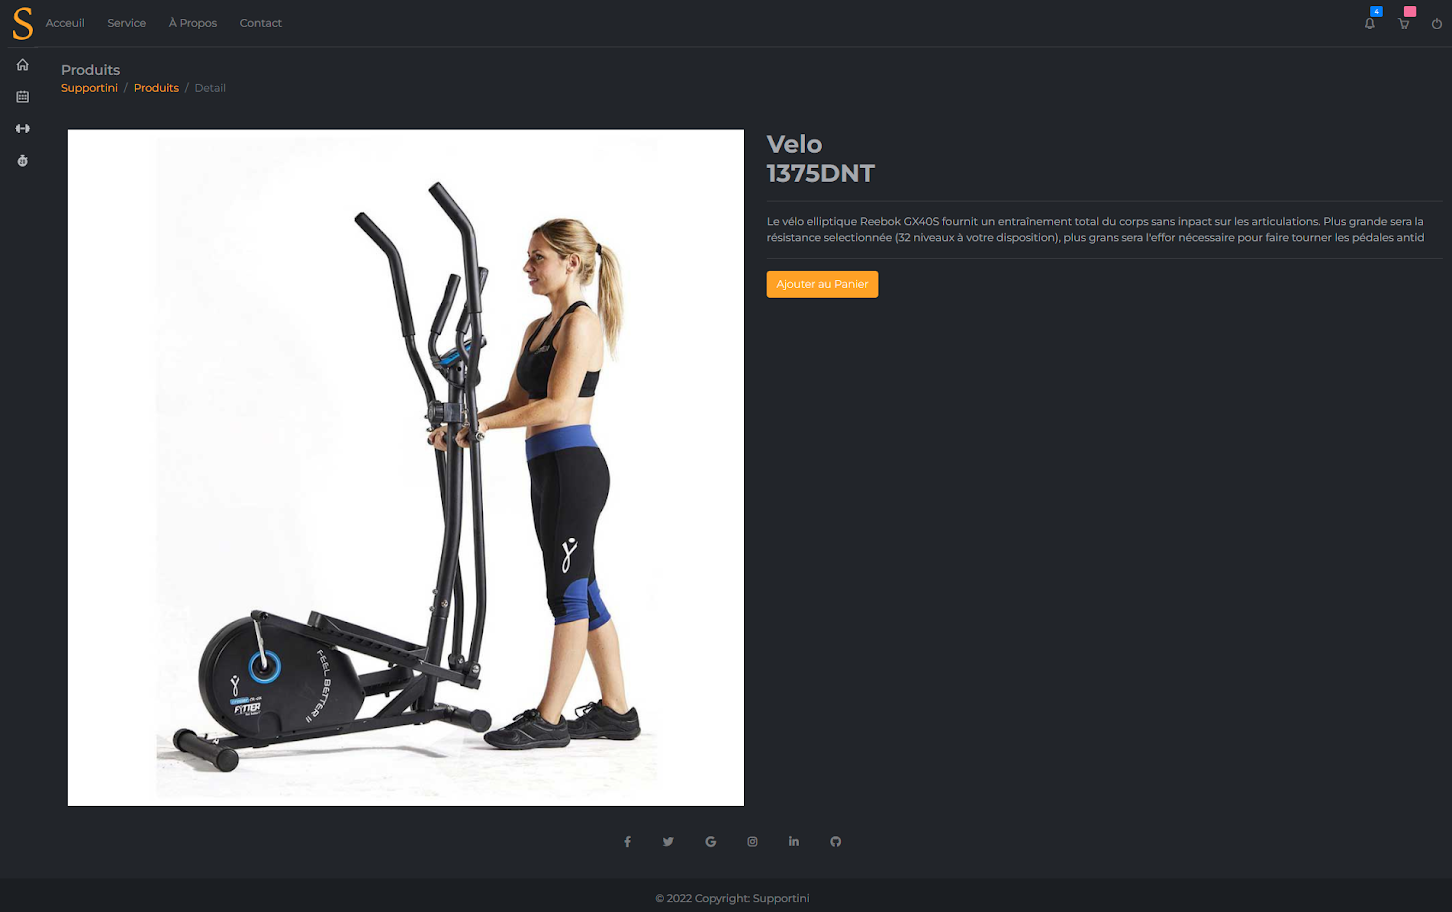 S
Acceuil Service À Propos Contact
4
Produits
Supportini / Produits / Detail
Velo
1375DNT
Le vélo elliptique Reebok GX40S fournit un entraînement total du corps sans inpact sur les articulations. Plus grande sera la
résistance selectionnée (32 niveaux à votre disposition), plus grans sera l'effor nécessaire pour faire tourner les pédales antid
Ajouter au Panier
FEEL BETTER !!
FYTTER
© 2022 Copyright: Supportini